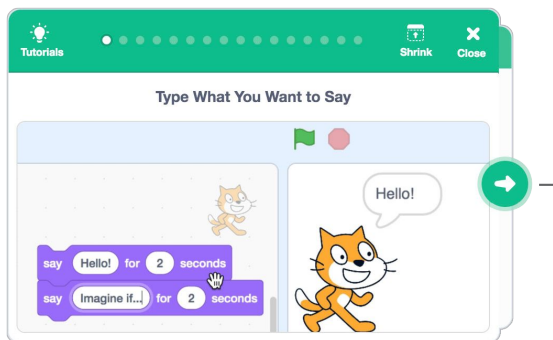 Tutorials
Shrink
Close
Type What You Want to Say
Hello!
say Hello! for 2 seconds
say Imagine if... for 2 seconds